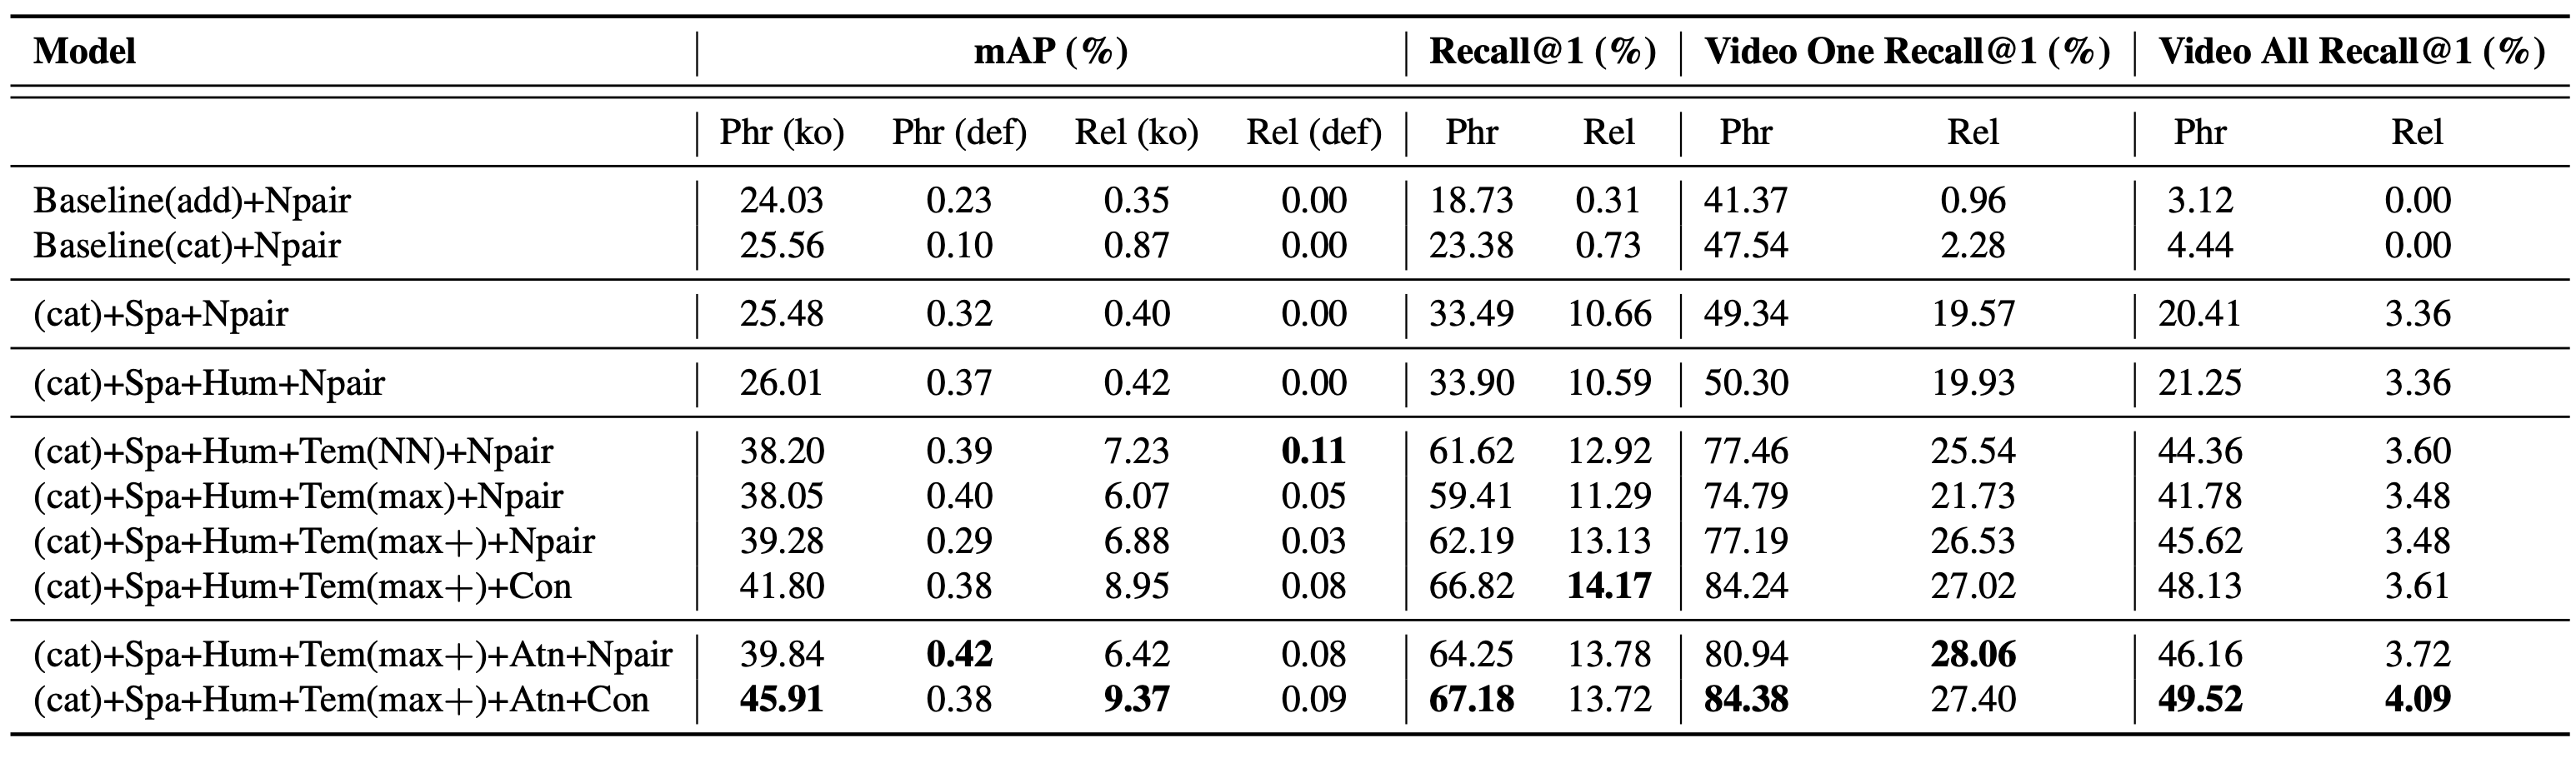 Model mAP (%) Recall@1 (%) Video One Recall@1 (%) Video All Recall@1 (%)
Phr (ko) Phr (def) Rel (ko) Rel (def) Phr Rel Phr Rel Phr Rel
Baseline(add)+Npair 24.03 0.23 0.35 0.00 18.73 0.31 41.37 0.96 3.12 0.00
Baseline(cat)+Npair 25.56 0.10 0.87 0.00 23.38 0.73 47.54 2.28 4.44 0.00
(cat)+Spa+Npair 25.48 0.32 0.40 0.00 33.49 10.66 49.34 19.57 20.41 3.36
(cat)+Spa+Hum+Npair 26.01 0.37 0.42 0.00 33.90 10.59 50.30 19.93 21.25 3.36
(cat)+Spa+Hum+Tem(NN)+Npair 38.20 0.39 7.23 0.11 61.62 12.92 77.46 25.54 44.36 3.60
(cat)+Spa+Hum+Tem(max)+Npair 38.05 0.40 6.07 0.05 59.41 11.29 74.79 21.73 41.78 3.48
(cat)+Spa+Hum+Tem(max+)+Npair 39.28 0.29 6.88 0.03 62.19 13.13 77.19 26.53 45.62 3.48
(cat)+Spa+Hum+Tem(max+)+Con 41.80 0.38 8.95 0.08 66.82 14.17 84.24 27.02 48.13 3.61
(cat)+Spa+Hum+Tem(max+)+Atn+Npair 39.84 0.42 6.42 0.08 64.25 13.78 80.94 28.06 46.16 3.72
(cat)+Spa+Hum+Tem(max+)+Atn+Con 45.91 0.38 9.37 0.09 67.18 13.72 84.38 27.40 49.52 4.09